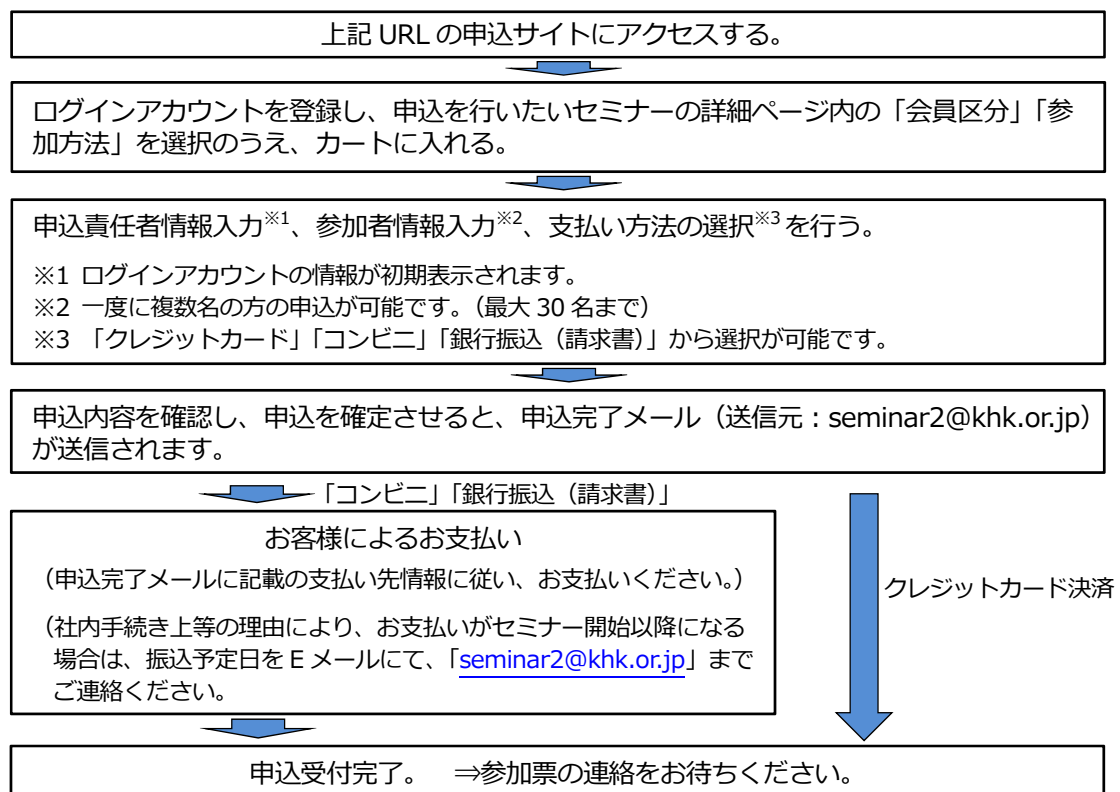 上記 URL の申込サイトにアクセスする。
ログインアカウントを登録し、申込を行いたいセミナーの詳細ページ内の「会員区分」「参
加方法」を選択のうえ、カートに入れる。
申込責任者情報入力※1、参加者情報入力※2、支払い方法の選択※3を行う。
※1 ログインアカウントの情報が初期表示されます。
※2 一度に複数名の方の申込が可能です。（最大 30 名まで）
※3 「クレジットカード」「コンビニ」「銀行振込（請求書）」から選択が可能です。
申込内容を確認し、申込を確定させると、申込完了メール（送信元：seminar2@khk.or.jp）
が送信されます。
「コンビニ」「銀行振込（請求書）」
お客様によるお支払い
（申込完了メールに記載の支払い先情報に従い、お支払いください。）
（社内手続き上等の理由により、お支払いがセミナー開始以降になる
場合は、振込予定日を E メールにて、「seminar2@khk.or.jp」まで
ご連絡ください。
クレジットカード決済
申込受付完了。 ⇒参加票の連絡をお待ちください。